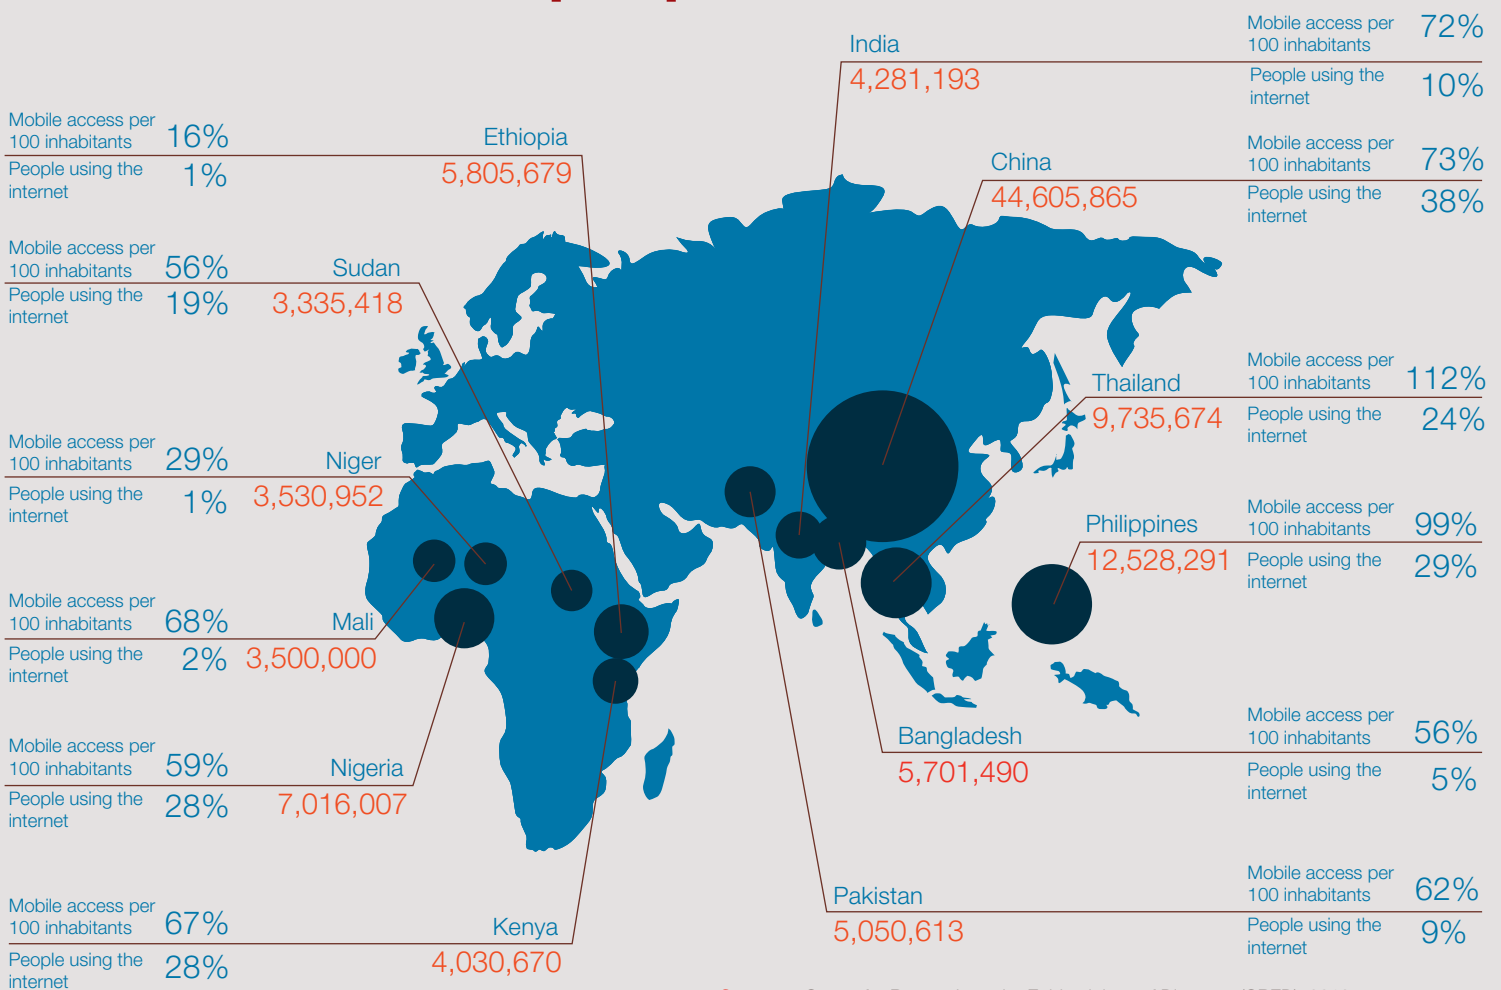 India
4,281,193
Mobile access per
100 inhabitants
72%
People using the
internet
10%
Mobile access per
100 inhabitants
16%
People using the
internet
1%
Ethiopia
5,805,679
China
44,605,865
Mobile access per
100 inhabitants
73%
People using the
internet
38%
Mobile access per
100 inhabitants
56%
People using the
internet
19%
Sudan
3,335,418
Thailand
9,735,674
Mobile access per
100 inhabitants
112%
People using the
internet
24%
Mobile access per
100 inhabitants
29%
People using the
internet
1%
Niger
3,530,952
Philippines
12,528,291
Mobile access per
100 inhabitants
99%
People using the
internet
29%
Mobile access per
100 inhabitants
68%
People using the
internet
2%
Mali
3,500,000
Bangladesh
5,701,490
Mobile access per
100 inhabitants
56%
People using the
internet
5%
Mobile access per
100 inhabitants
59%
People using the
internet
28%
Nigeria
7,016,007
Pakistan
5,050,613
Mobile access per
100 inhabitants
62%
People using the
internet
9%
Mobile access per
100 inhabitants
67%
People using the
internet
28%
Kenya
4,030,670